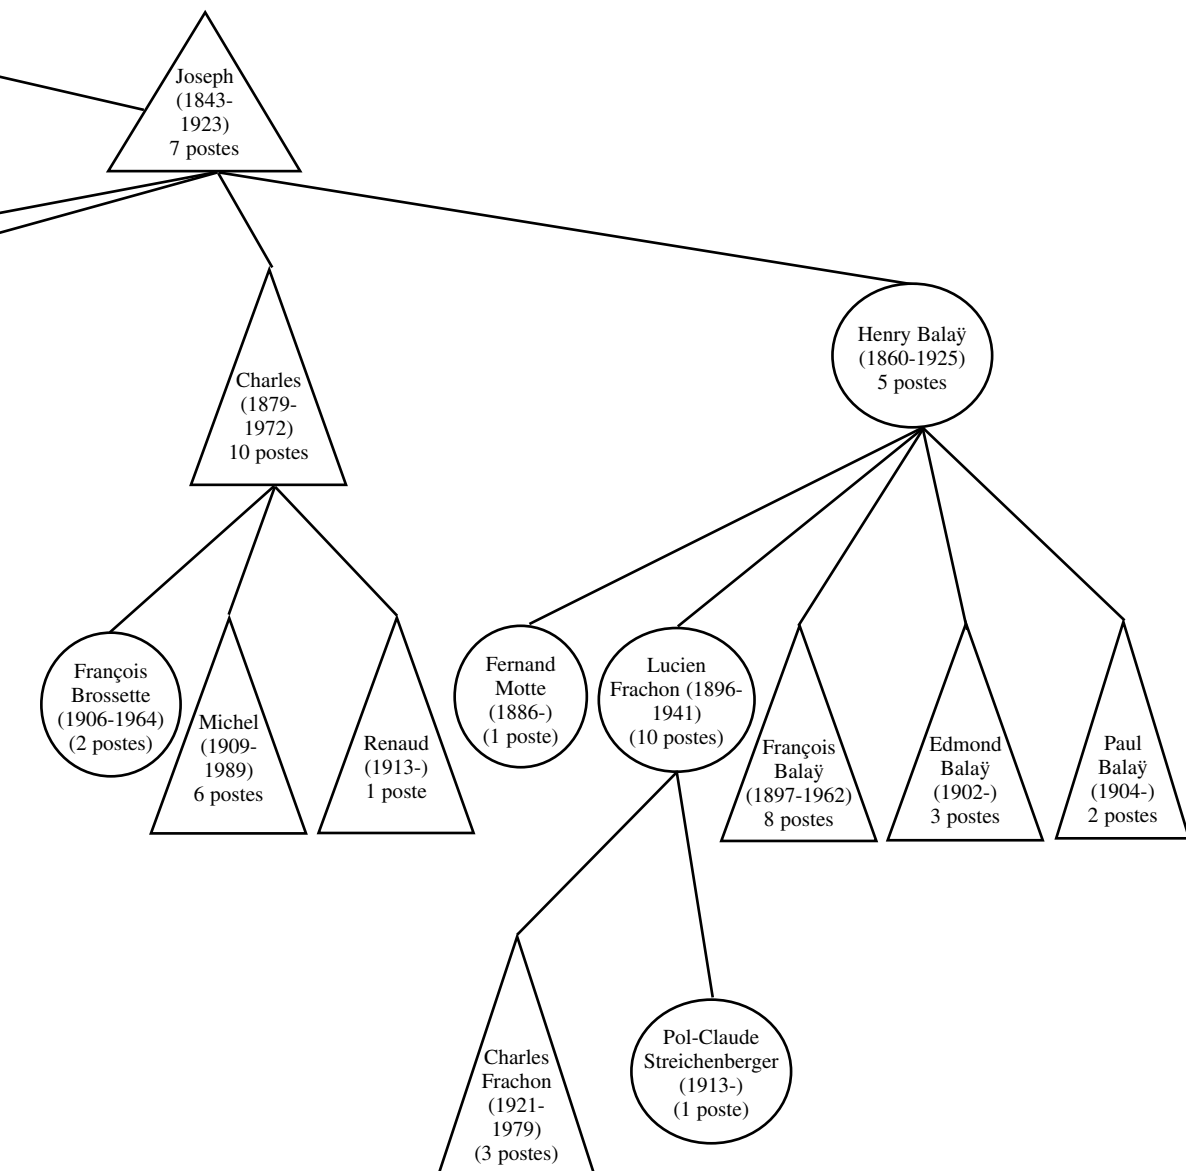 Joseph
(1843-
1923)
7 postes
Henry Balaÿ
(1860-1925)
5 postes
Charles
(1879-
1972)
10 postes
François
Brossette
(1906-1964)
(2 postes)
Michel
(1909-
1989)
6 postes
Renaud
(1913-)
1 poste
Fernand
Motte
(1886-)
(1 poste)
Lucien
Frachon (1896-
1941)
(10 postes)
François
Balaÿ
(1897-1962)
8 postes
Edmond
Balaÿ
(1902-)
3 postes
Paul
Balaÿ
(1904-)
2 postes
Charles
Frachon
(1921-
1979)
(3 postes)
Pol-Claude
Streichenberger
(1913-)
(1 poste)